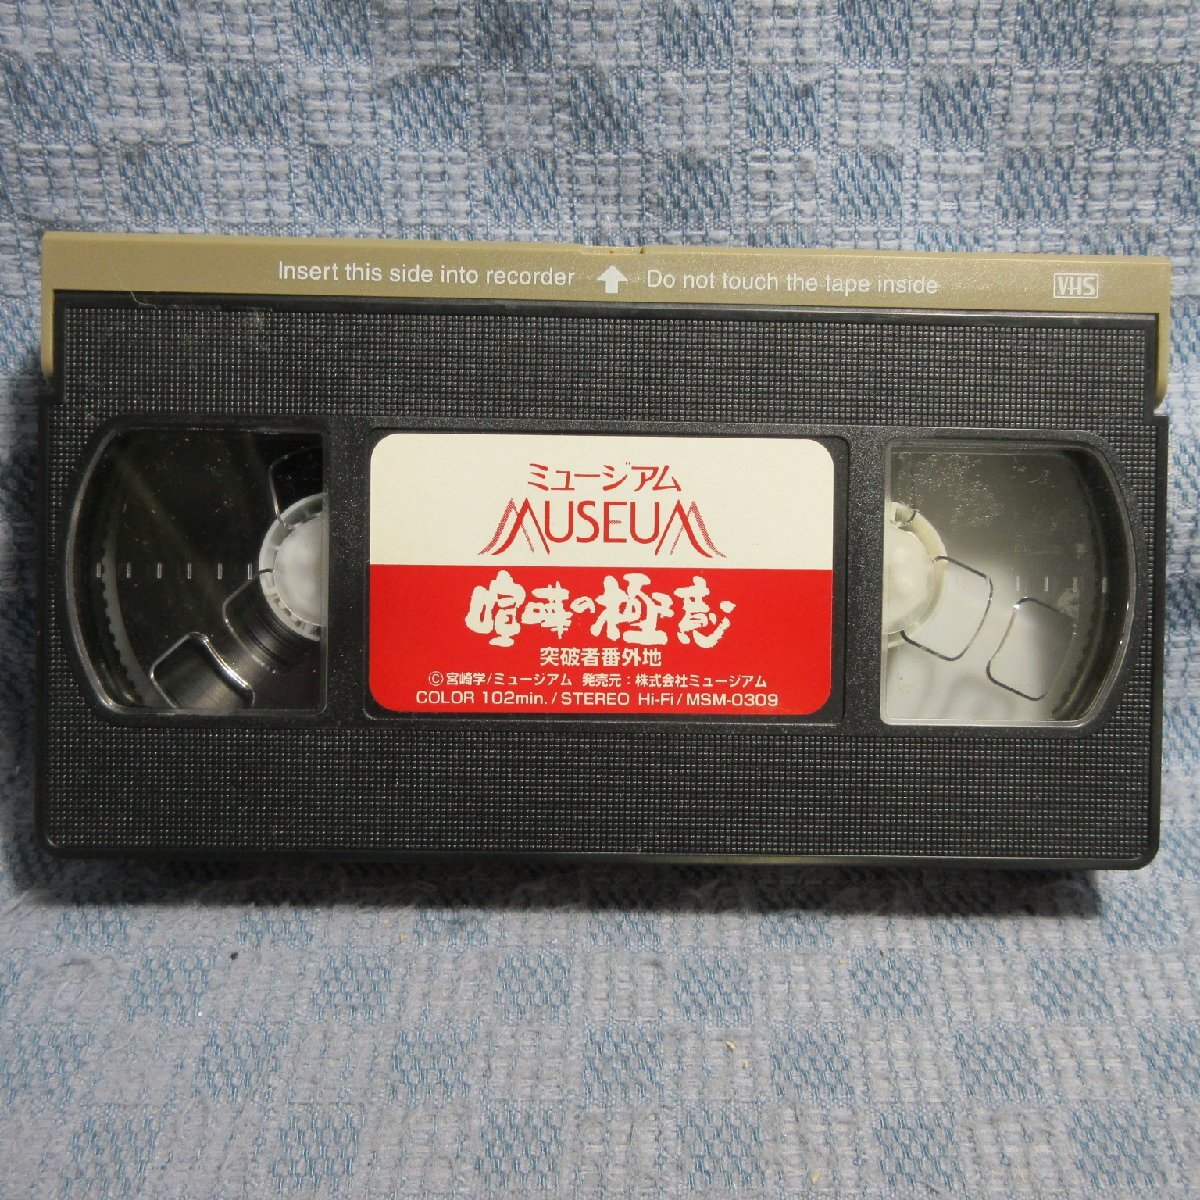 Insert this side into recorder Do not touch the tape inside VHS
ミュージアム
MUSEUM
喧嘩の極意
突破者番外地
©宮崎学/ミュージアム 発売元：株式会社ミュージアム
COLOR 102min./STEREO Hi-Fi/MSM-0309